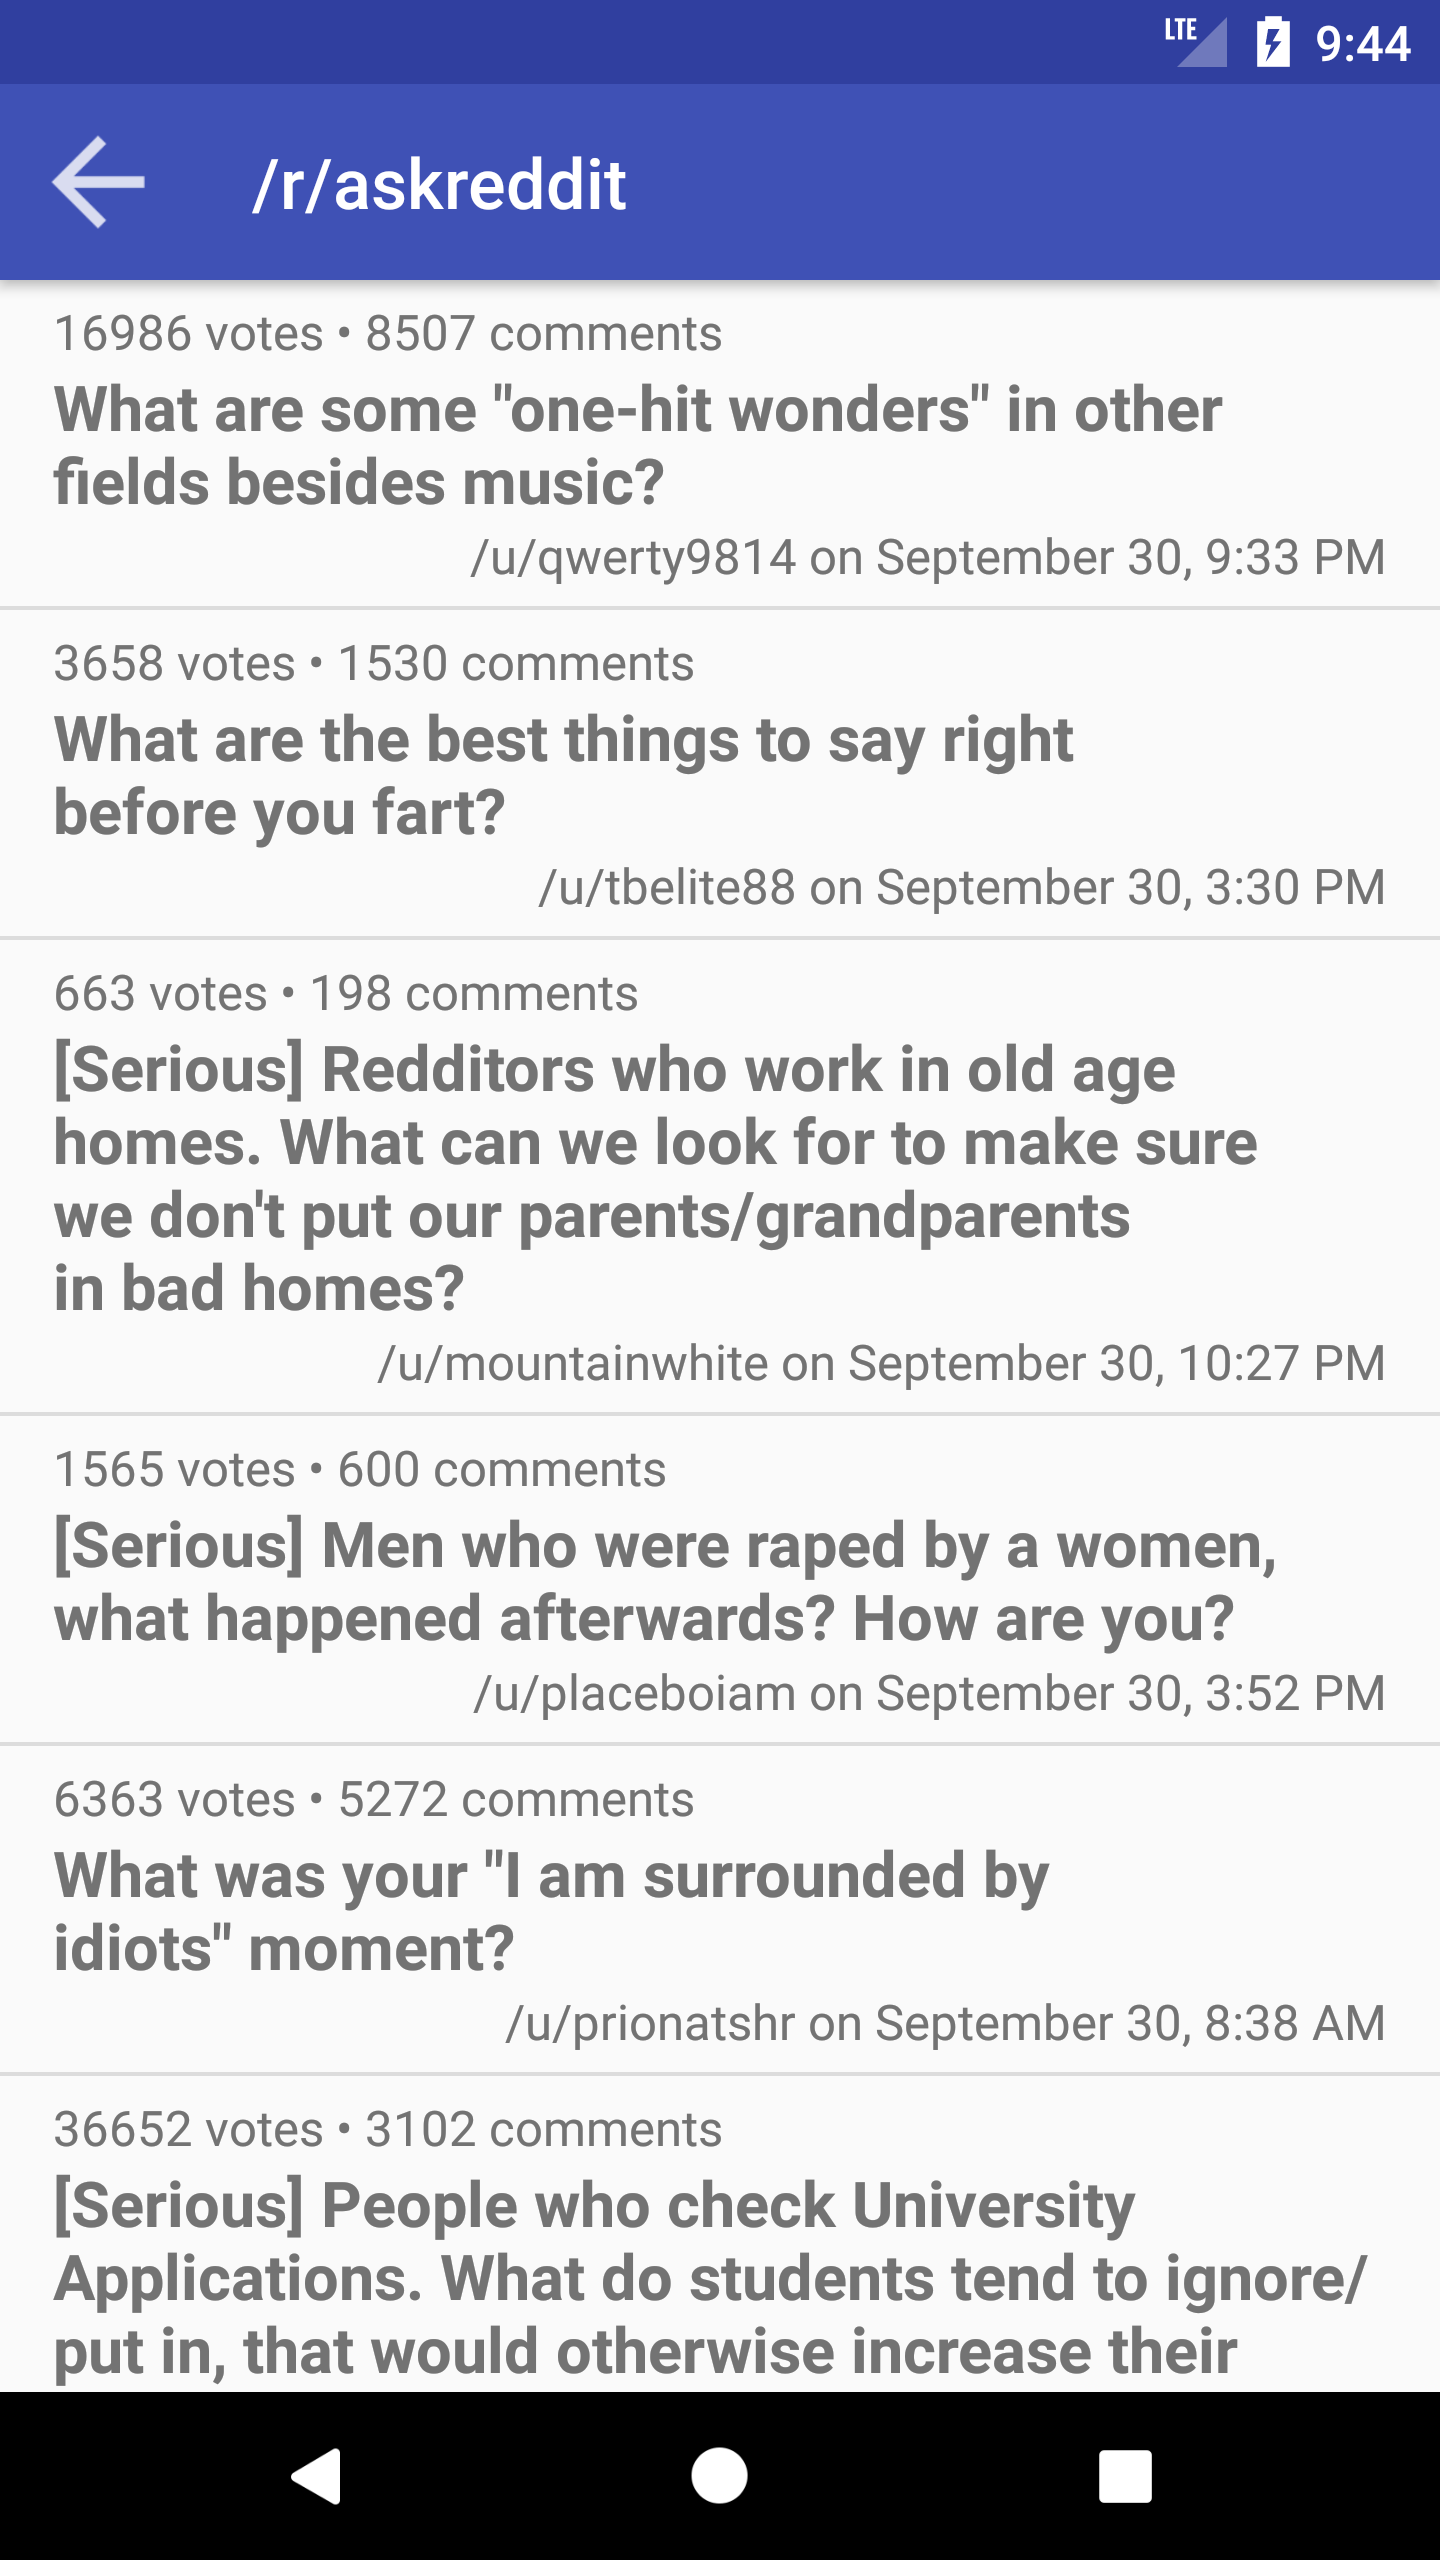 LTE 9:44
/r/askreddit
16986 votes • 8507 comments
What are some "one-hit wonders" in other
fields besides music?
/u/qwerty9814 on September 30, 9:33 PM
3658 votes • 1530 comments
What are the best things to say right
before you fart?
/u/tbelite88 on September 30, 3:30 PM
663 votes • 198 comments
[Serious] Redditors who work in old age
homes. What can we look for to make sure
we don't put our parents/grandparents
in bad homes?
/u/mountainwhite on September 30, 10:27 PM
1565 votes • 600 comments
[Serious] Men who were raped by a women,
what happened afterwards? How are you?
/u/placeboiam on September 30, 3:52 PM
6363 votes • 5272 comments
What was your "I am surrounded by
idiots" moment?
/u/prionatshr on September 30, 8:38 AM
36652 votes • 3102 comments
[Serious] People who check University
Applications. What do students tend to ignore/
put in, that would otherwise increase their